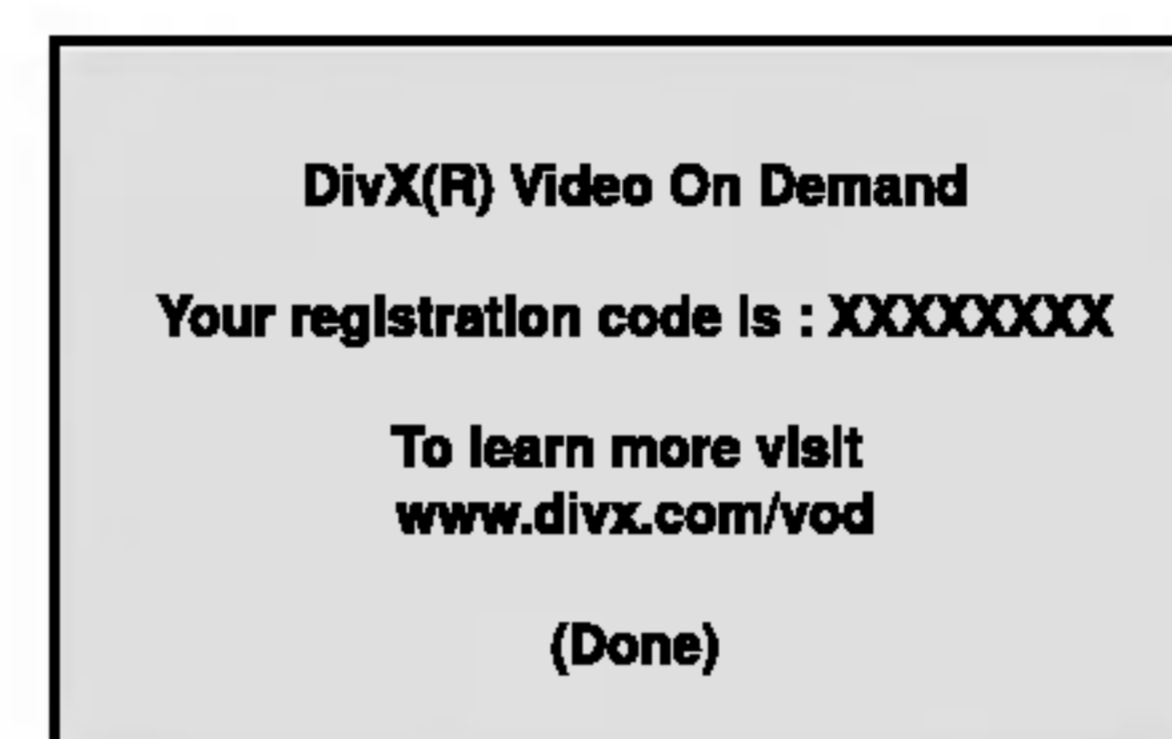 DivX(R) Video On Demand
Your registration code is : XXXXXXXX
To learn more visit
www.divx.com/vod
(Done)